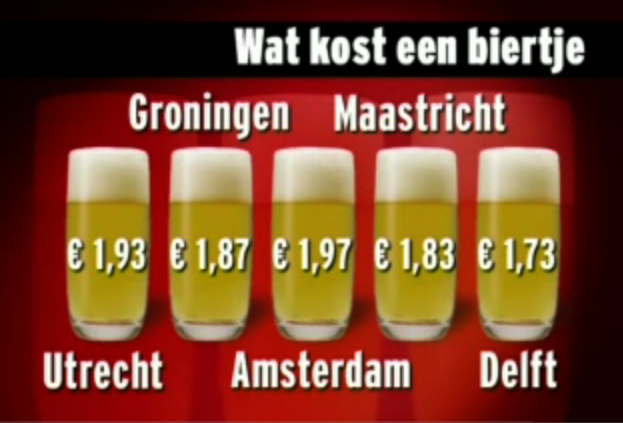 Wat kost een biertje
Groningen Maastricht
€ 1,93 € 1,87 € 1,97 € 1,83 € 1,73
Utrecht Amsterdam Delft